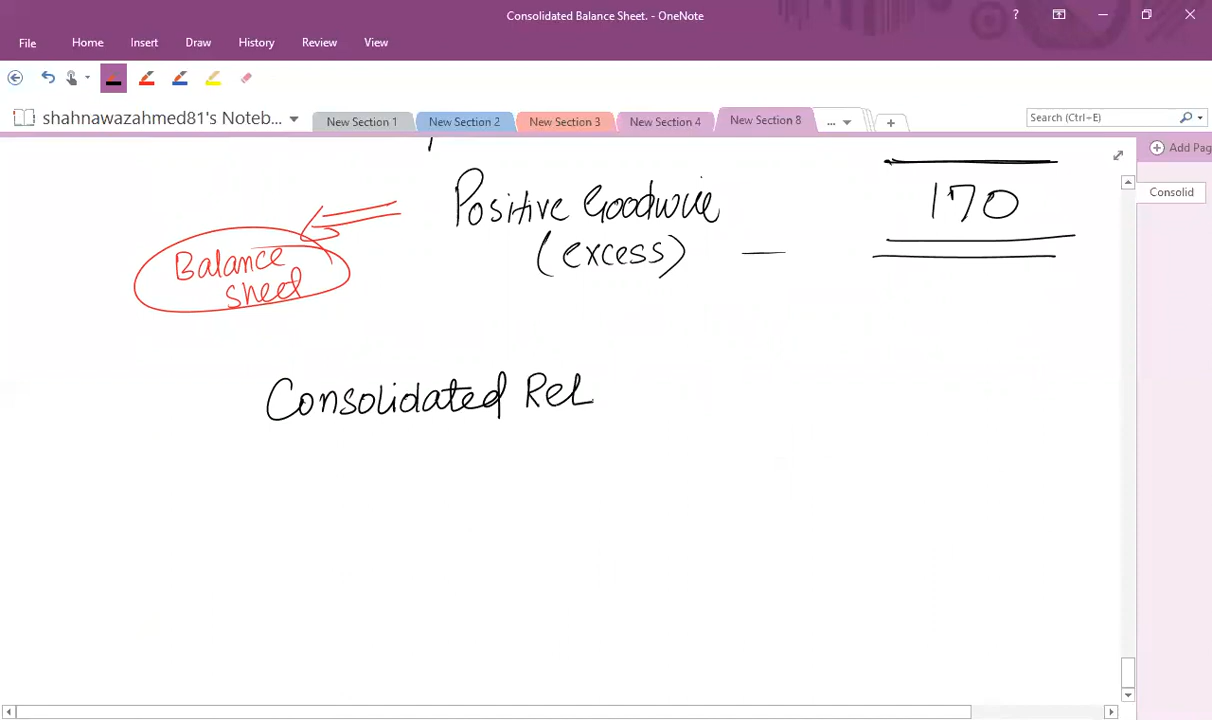 Consolidated Balance Sheet. - OneNote
?
File Home Insert Draw History Review View
shahnawazahmed81's Noteb... New Section 1 New Section 2 New Section 3 New Section 4 New Section 8 ... + Search (Ctrl+E)
Add Pag
Consolid
Positive Goodwill 170
(excess) —
Balance
sheet
Consolidated Ret